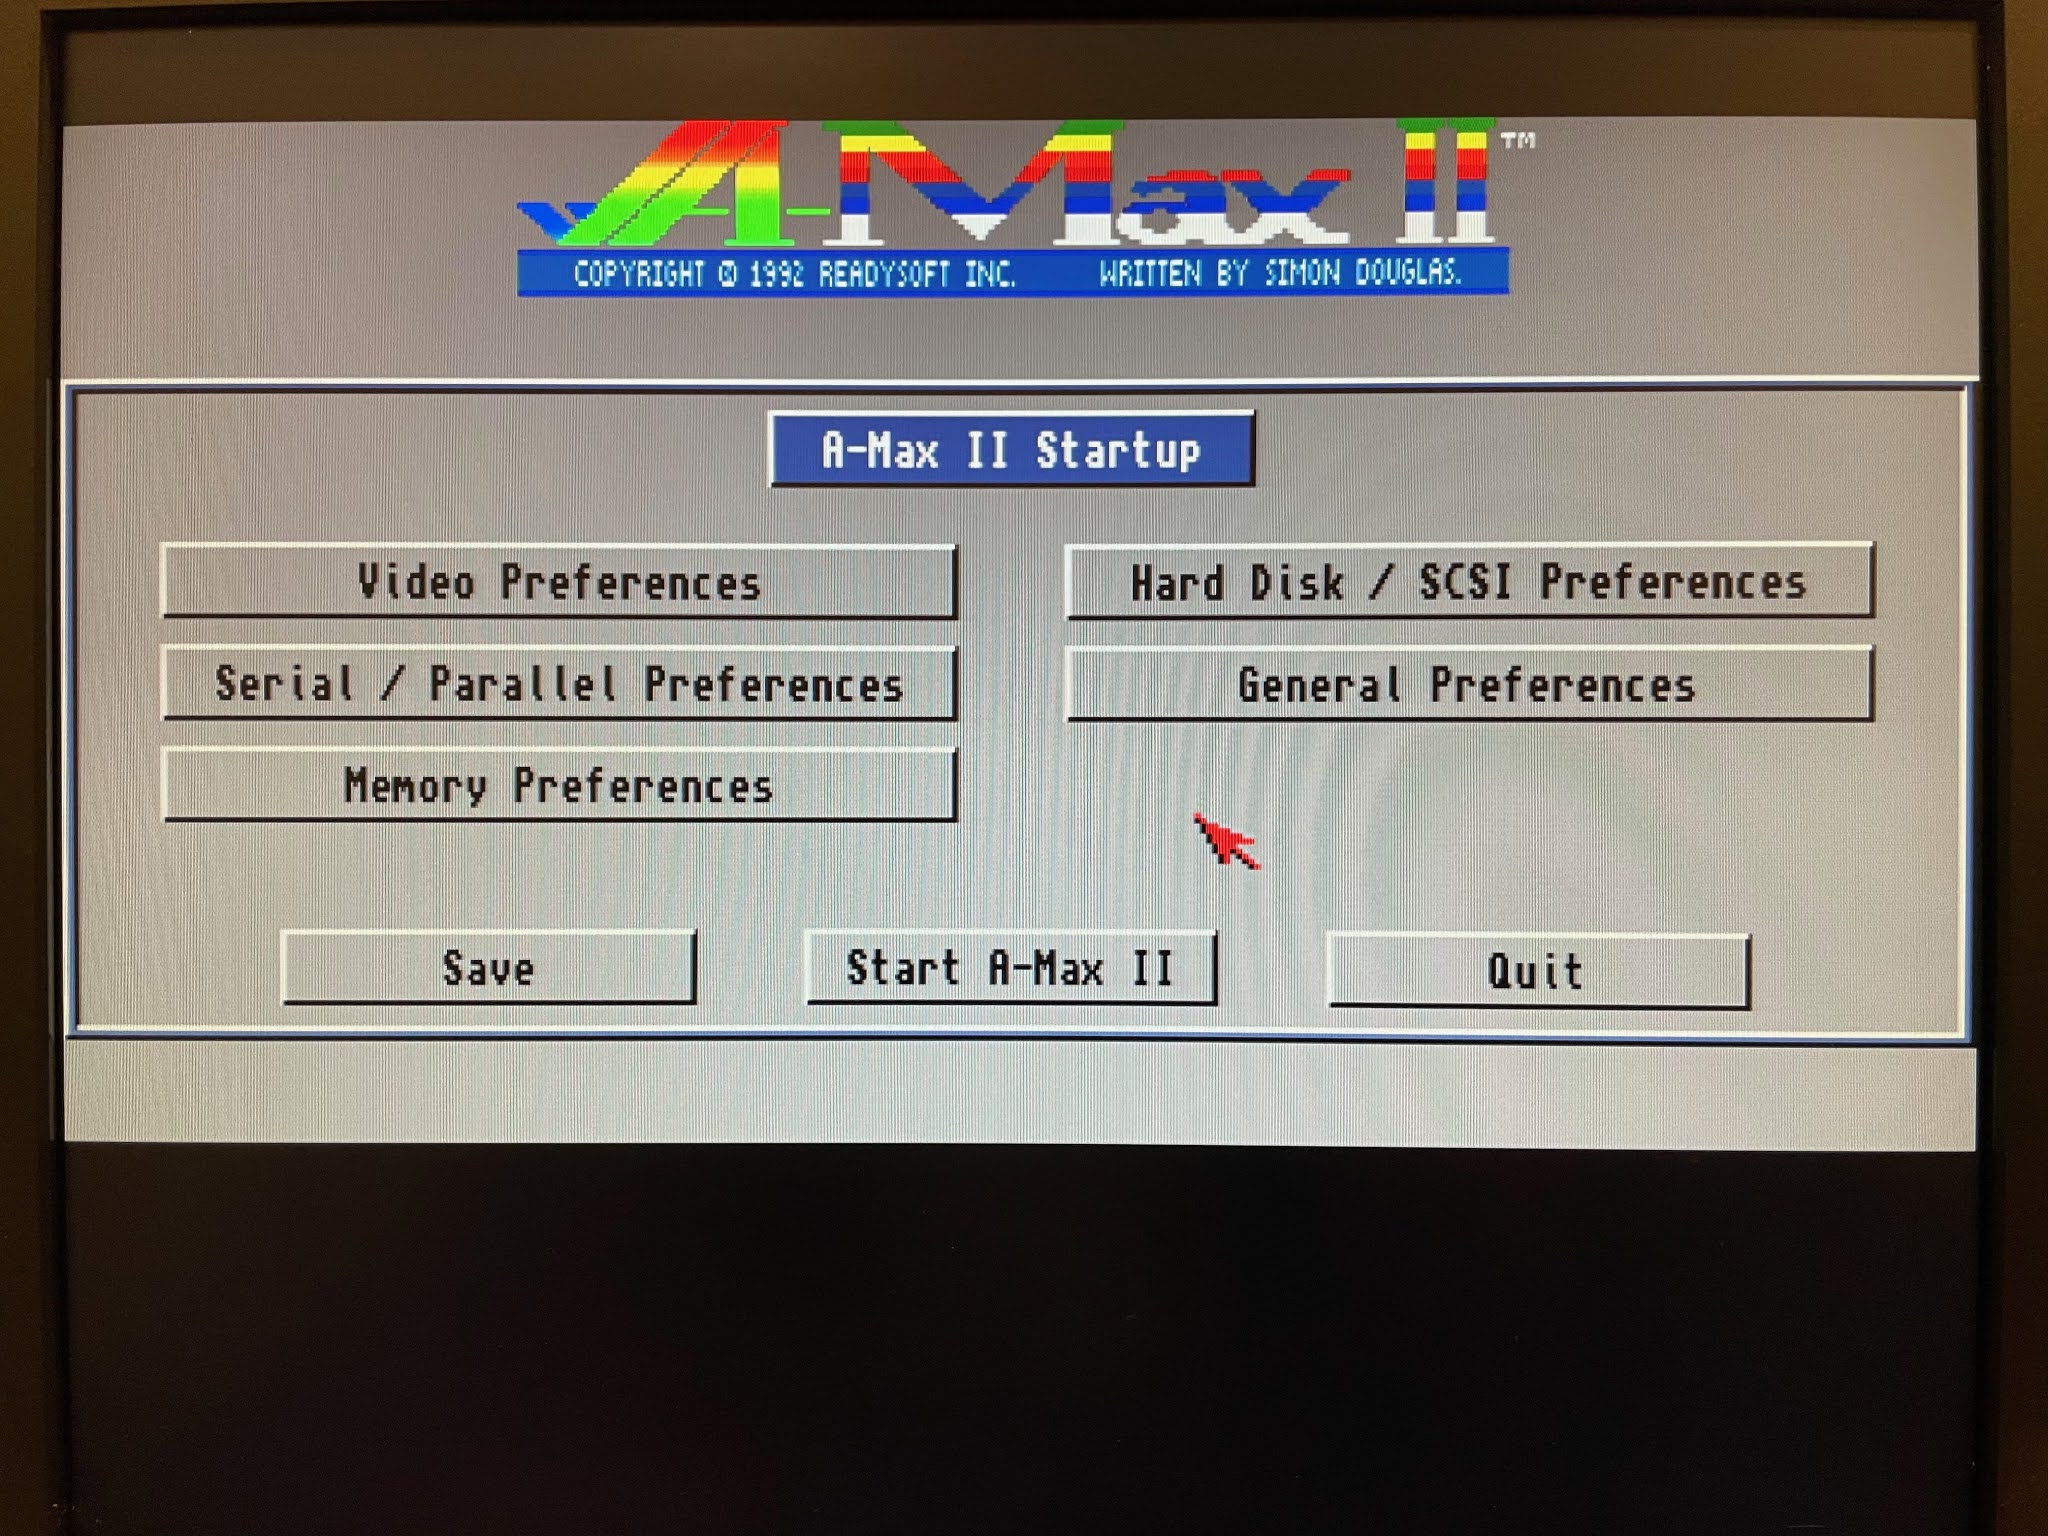 A-Max II™
COPYRIGHT © 1992 READYSOFT INC. WRITTEN BY SIMON DOUGLAS.
A-Max II Startup
Video Preferences
Hard Disk / SCSI Preferences
Serial / Parallel Preferences
General Preferences
Memory Preferences
Save
Start A-Max II
Quit